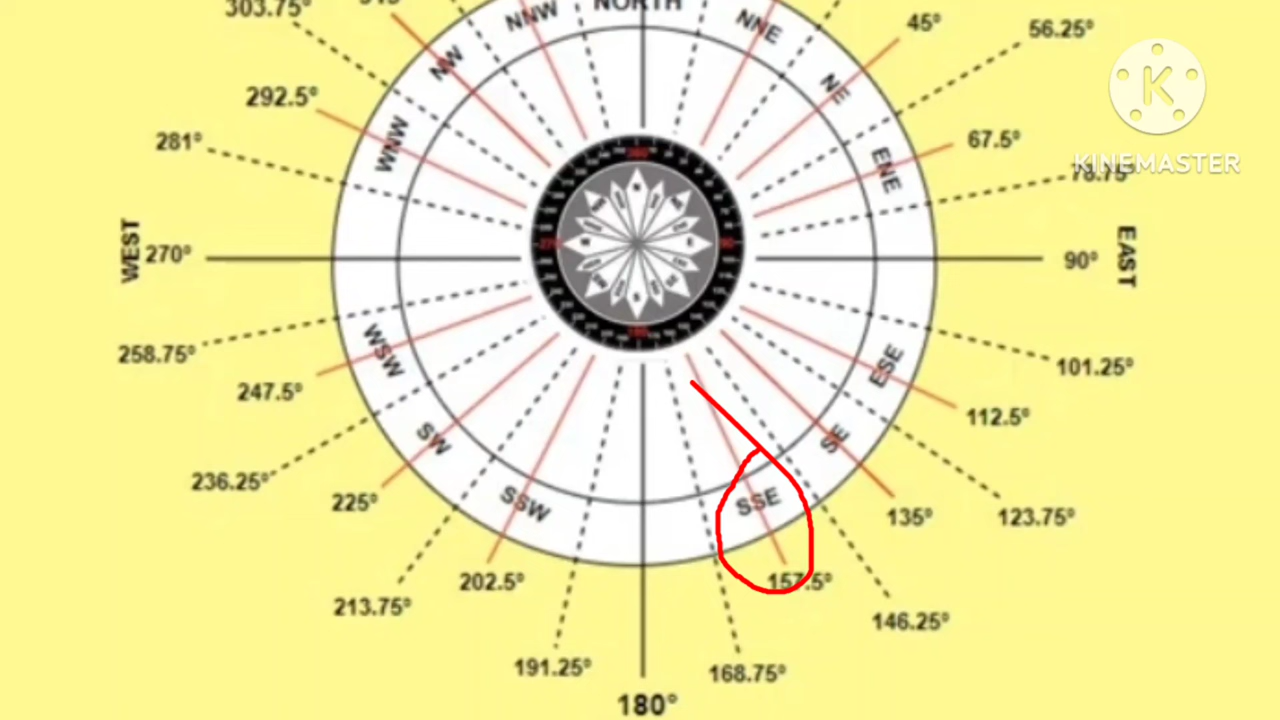 303.75°
NNW
NORTH
NNE
45°
56.25°
NW
NE
K
292.5°
67.5°
281°
WNW
ENE
KINEMASTER
78.75°
WEST
270°
90°
EAST
258.75°
WSW
ESE
101.25°
247.5°
112.5°
SW
SE
236.25°
225°
SSW
SSE
135°
123.75°
202.5°
157.5°
213.75°
146.25°
191.25°
168.75°
180°